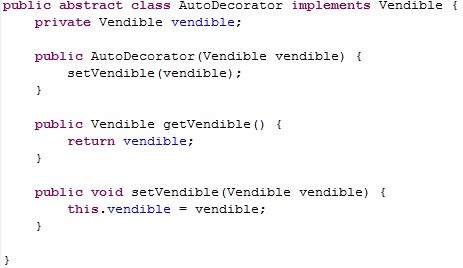 public abstract class AutoDecorator implements Vendible {
    private Vendible vendible;
    public AutoDecorator(Vendible vendible) {
        setVendible(vendible);
    }
    public Vendible getVendible() {
        return vendible;
    }
    public void setVendible(Vendible vendible) {
        this.vendible = vendible;
    }
}